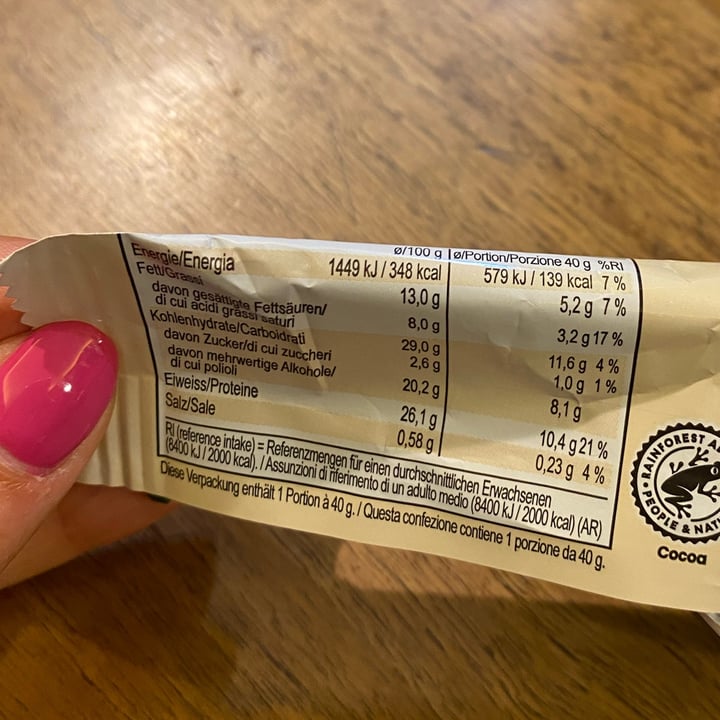 ø/100 g ø/Portion/Porzione 40 g %RI
Energie/Energia 1449 kJ / 348 kcal 579 kJ / 139 kcal 7 %
Fett/Grassi 13,0 g 5,2 g 7 %
davon gesättigte Fettsäuren/
di cui acidi grassi saturi 8,0 g 3,2 g 17 %
Kohlenhydrate/Carboidrati 29,0 g 11,6 g 4 %
davon Zucker/di cui zuccheri 2,6 g 1,0 g 1 %
davon mehrwertige Alkohole/
di cui polioli 20,2 g 8,1 g
Eiweiss/Proteine 26,1 g 10,4 g 21 %
Salz/Sale 0,58 g 0,23 g 4 %
RI (reference intake) = Referenzmengen für einen durchschnittlichen Erwachsenen
(8400 kJ / 2000 kcal). / Assunzioni di riferimento di un adulto medio (8400 kJ / 2000 kcal) (AR)
Diese Verpackung enthält 1 Portion à 40 g. / Questa confezione contiene 1 porzione da 40 g.
RAINFOREST
PEOPLE &
Cocoa